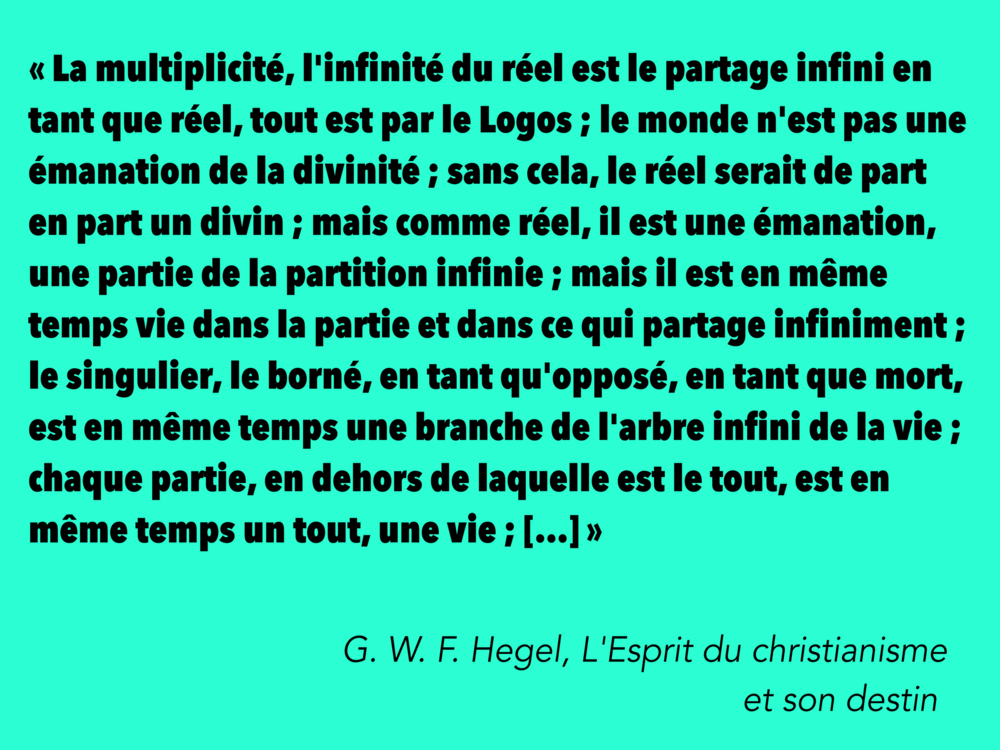 « La multiplicité, l'infinité du réel est le partage infini en
tant que réel, tout est par le Logos ; le monde n'est pas une
émanation de la divinité ; sans cela, le réel serait de part
en part un divin ; mais comme réel, il est une émanation,
une partie de la partition infinie ; mais il est en même
temps vie dans la partie et dans ce qui partage infiniment ;
le singulier, le borné, en tant qu'opposé, en tant que mort,
est en même temps une branche de l'arbre infini de la vie ;
chaque partie, en dehors de laquelle est le tout, est en
même temps un tout, une vie ; [...] »
G. W. F. Hegel, L'Esprit du christianisme
et son destin